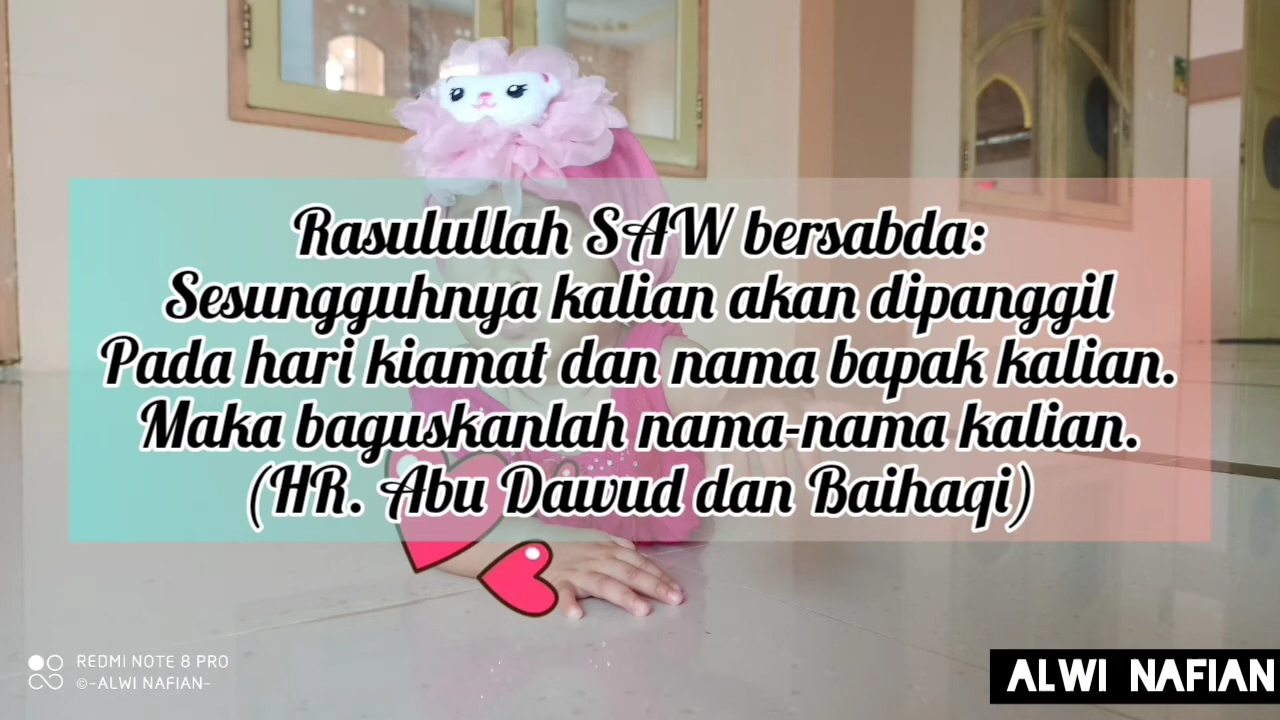 Rasulullah SAW bersabda:
Sesungguhnya kalian akan dipanggil
Pada hari kiamat dan nama bapak kalian.
Maka baguskanlah nama-nama kalian.
(HR. Abu Dawud dan Baihaqi)
REDMI NOTE 8 PRO
©-ALWI NAFIAN-
ALWI NAFIAN